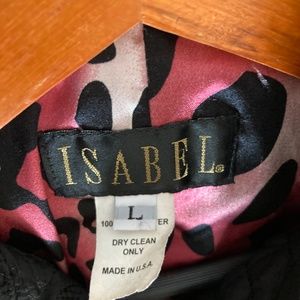 ISABEL®
L
100
DRY CLEAN
ONLY
MADE IN U.S.A.